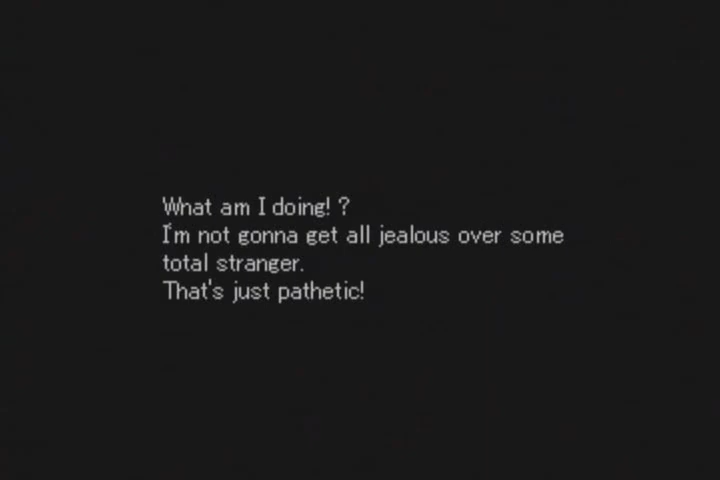 What am I doing! ?
I'm not gonna get all jealous over some
total stranger.
That's just pathetic!